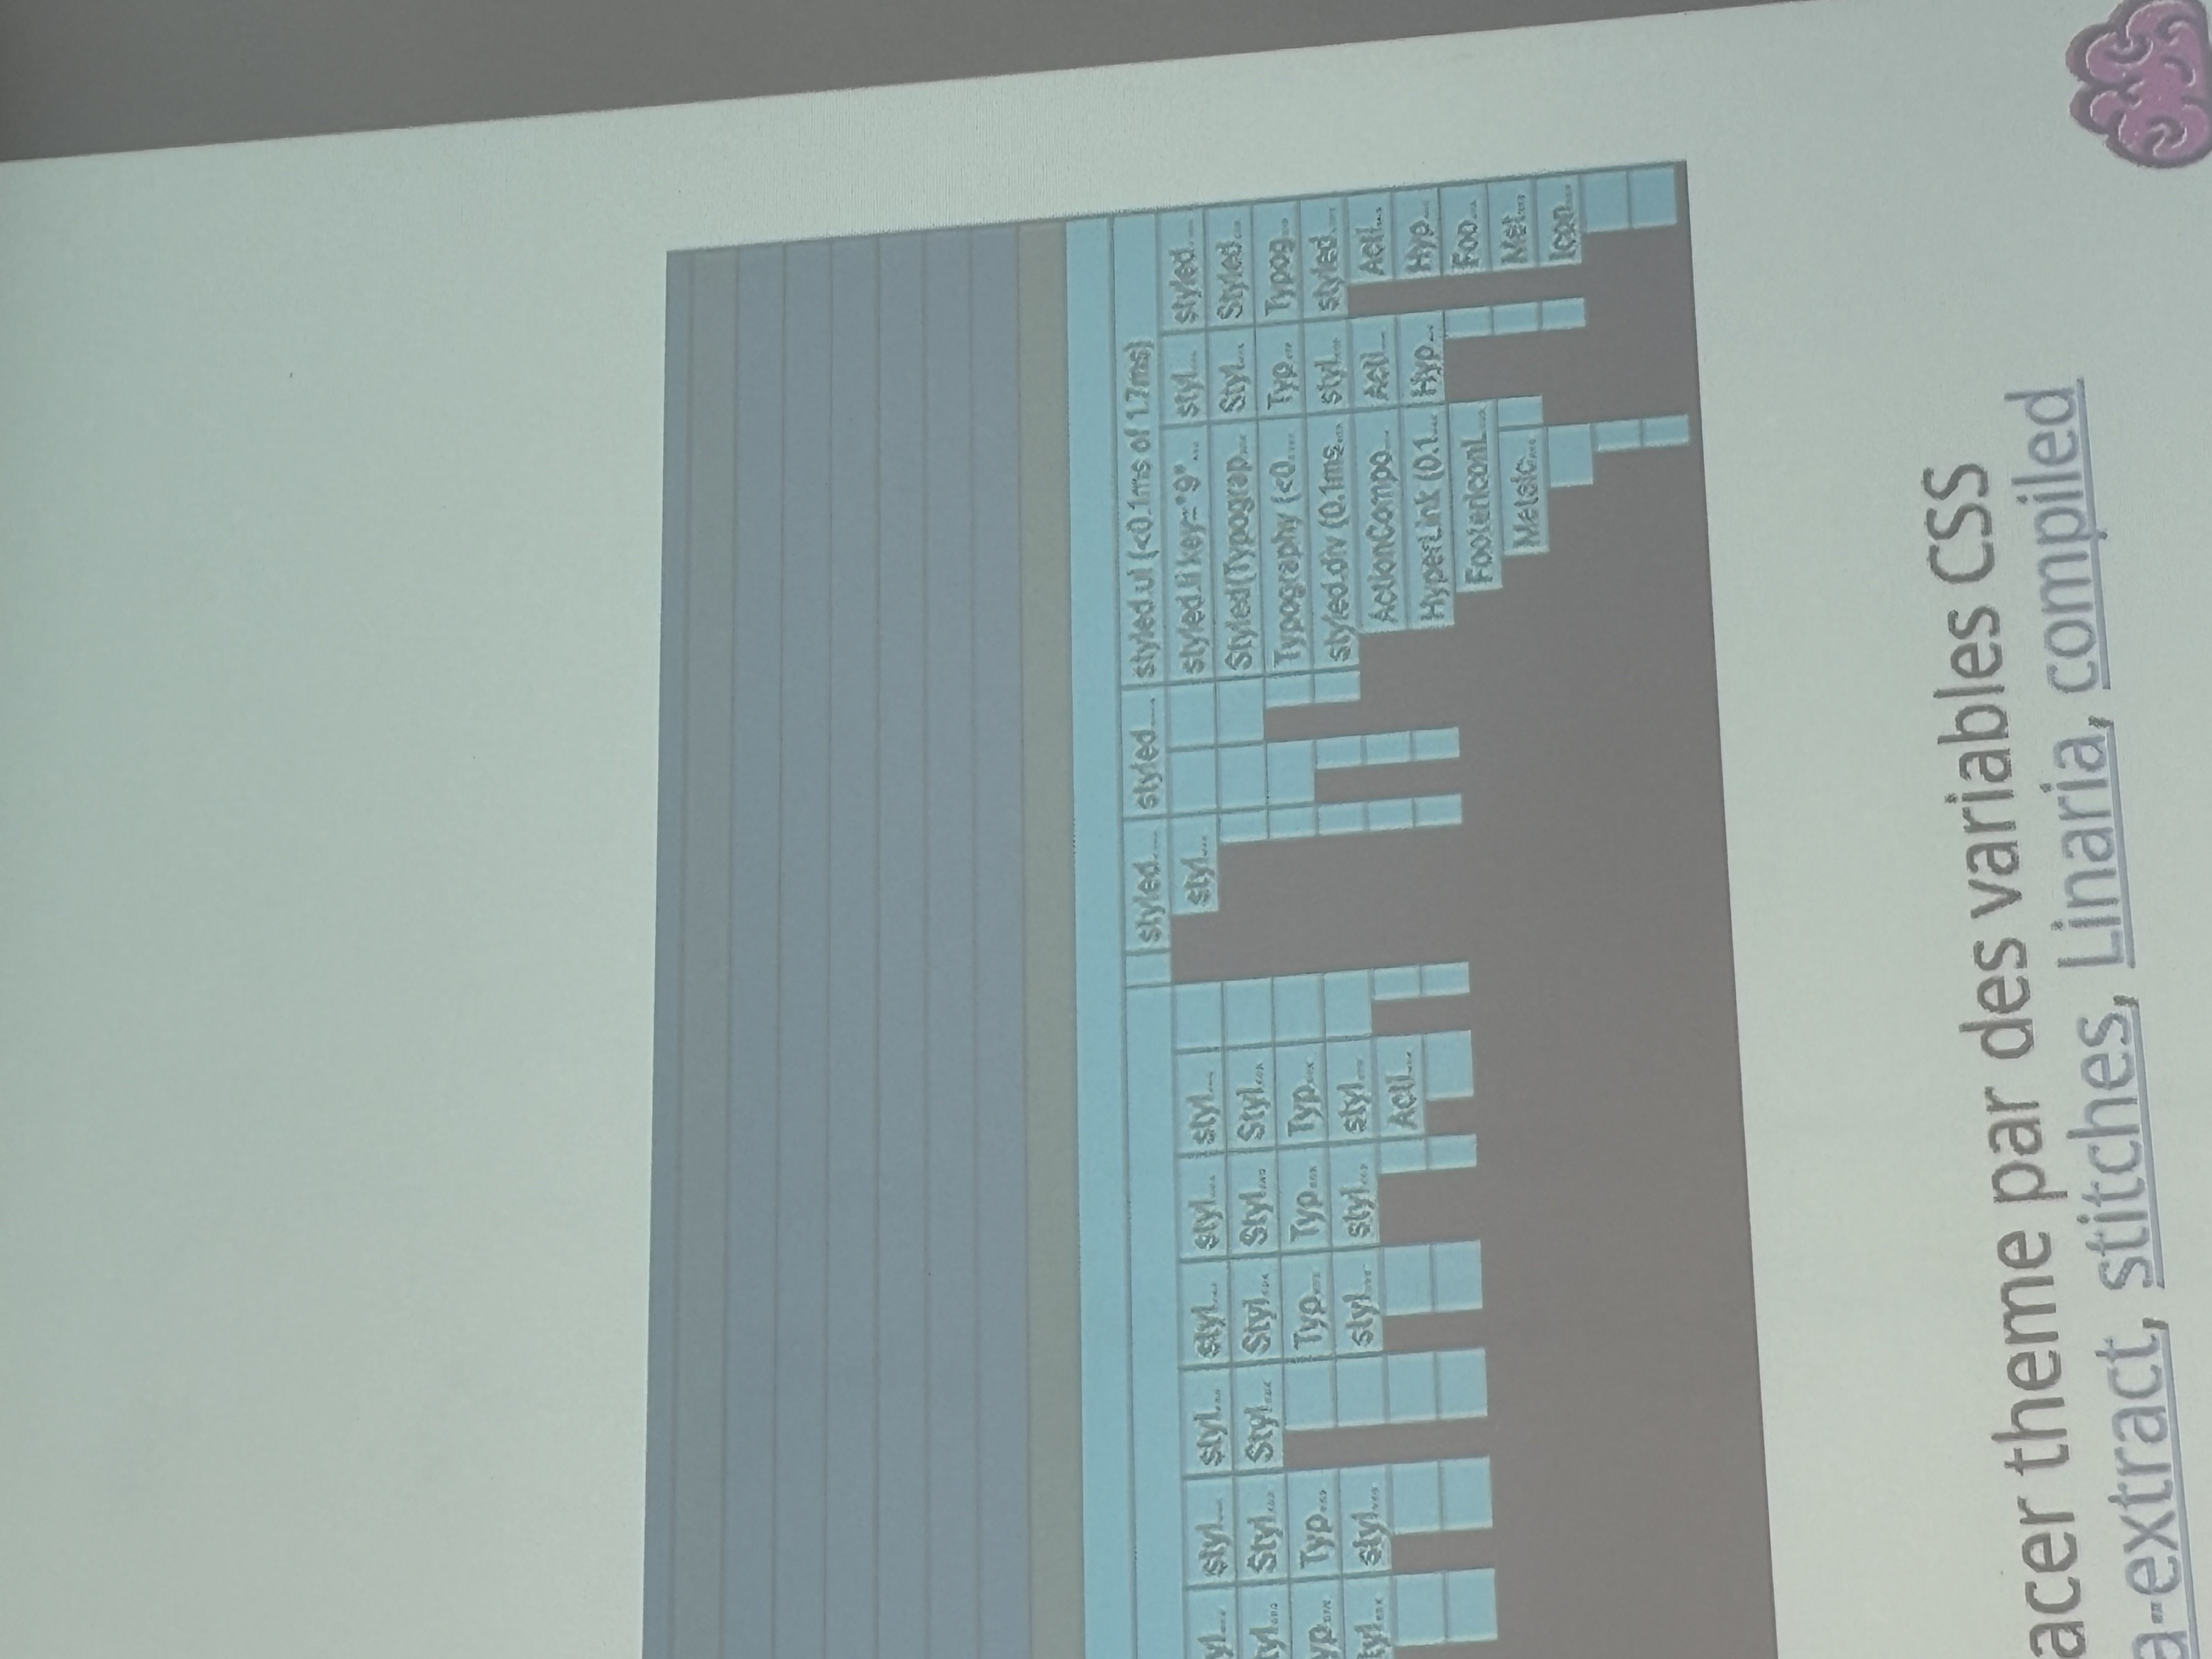 styled.... styled.... styled.ul (<0.1ms of 1.7ms)
yl... styl... styl... styl... styl... styl... styl... styled.li key="9"... styl... styled....
tyl... Styl... Styl... Styl... Styl... Styl... Styled(Typograp... Styl... Styled...
yp... Typ... Typ... Typ... Typ... Typography (<0.... Typ... Typog...
tyl... styl... styl... styl... styl... styled.div (0.1ms... styl... styled....
Acti... ActionCompo... Acti... Acti...
HyperLink (0.1... Hyp... Hyp...
FooterIconL... Foo...
MetaIc... Met...
Icon...
acer theme par des variables CSS
a-extract, stitches, Linaria, compiled